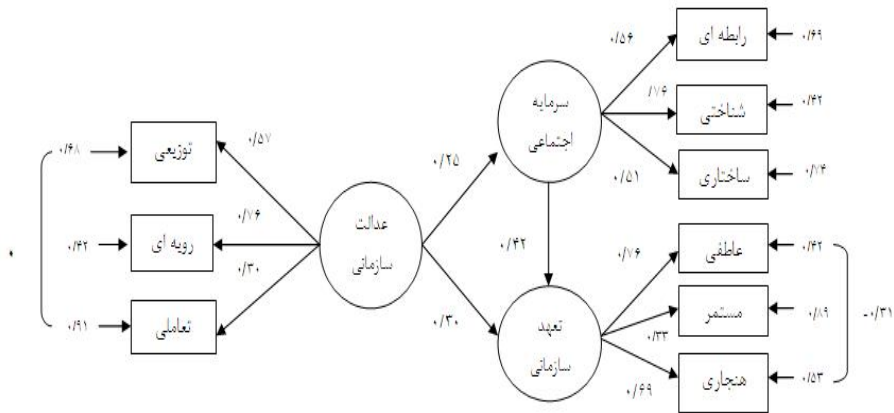 ۰/۵۶
رابطه ای
۰/۶۹
سرمایه
اجتماعی
/۷۶
شناختی
۰/۴۲
۰/۵۱
ساختاری
۰/۷۴
۰/۶۸
توزیعی
۰/۵۷
۰/۲۵
۰/۴۲
رویه ای
۰/۷۶
عدالت
سازمانی
۰/۴۲
۰/۷۶
عاطفی
۰/۴۲
۰/۹۱
تعاملی
۰/۳۰
۰/۳۰
تعهد
سازمانی
۰/۳۳
مستمر
۰/۸۹
-۰/۳۱
۰/۶۹
هنجاری
۰/۵۳